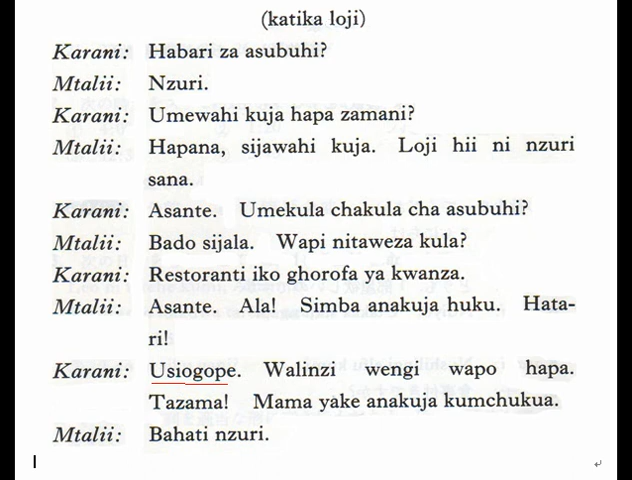 (katika loji)
Karani: Habari za asubuhi?
Mtalii: Nzuri.
Karani: Umewahi kuja hapa zamani?
Mtalii: Hapana, sijawahi kuja. Loji hii ni nzuri
sana.
Karani: Asante. Umekula chakula cha asubuhi?
Mtalii: Bado sijala. Wapi nitaweza kula?
Karani: Restoranti iko ghorofa ya kwanza.
Mtalii: Asante. Ala! Simba anakuja huku. Hata-
ri!
Karani: Usiogope. Walinzi wengi wapo hapa.
Tazama! Mama yake anakuja kumchukua.
Mtalii: Bahati nzuri.